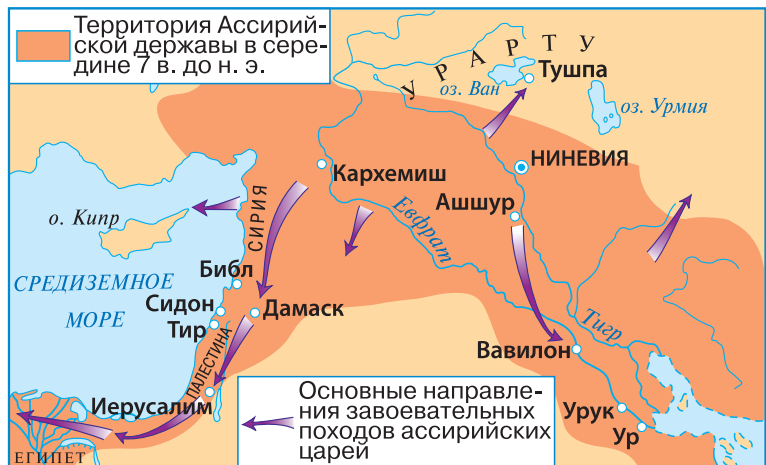 Территория Ассирий-
ской державы в сере-
дине 7 в. до н. э.
УРАРТУ
Тушпа
оз. Ван
оз. Урмия
НИНЕВИЯ
Кархемиш
Ашшур
Евфрат
СИРИЯ
о. Кипр
Библ
СРЕДИЗЕМНОЕ
МОРЕ
Сидон
Дамаск
Тир
Тигр
Вавилон
ПАЛЕСТИНА
Иерусалим
Урук
Ур
ЕГИПЕТ
Основные направле-
ния завоевательных
походов ассирийских
царей